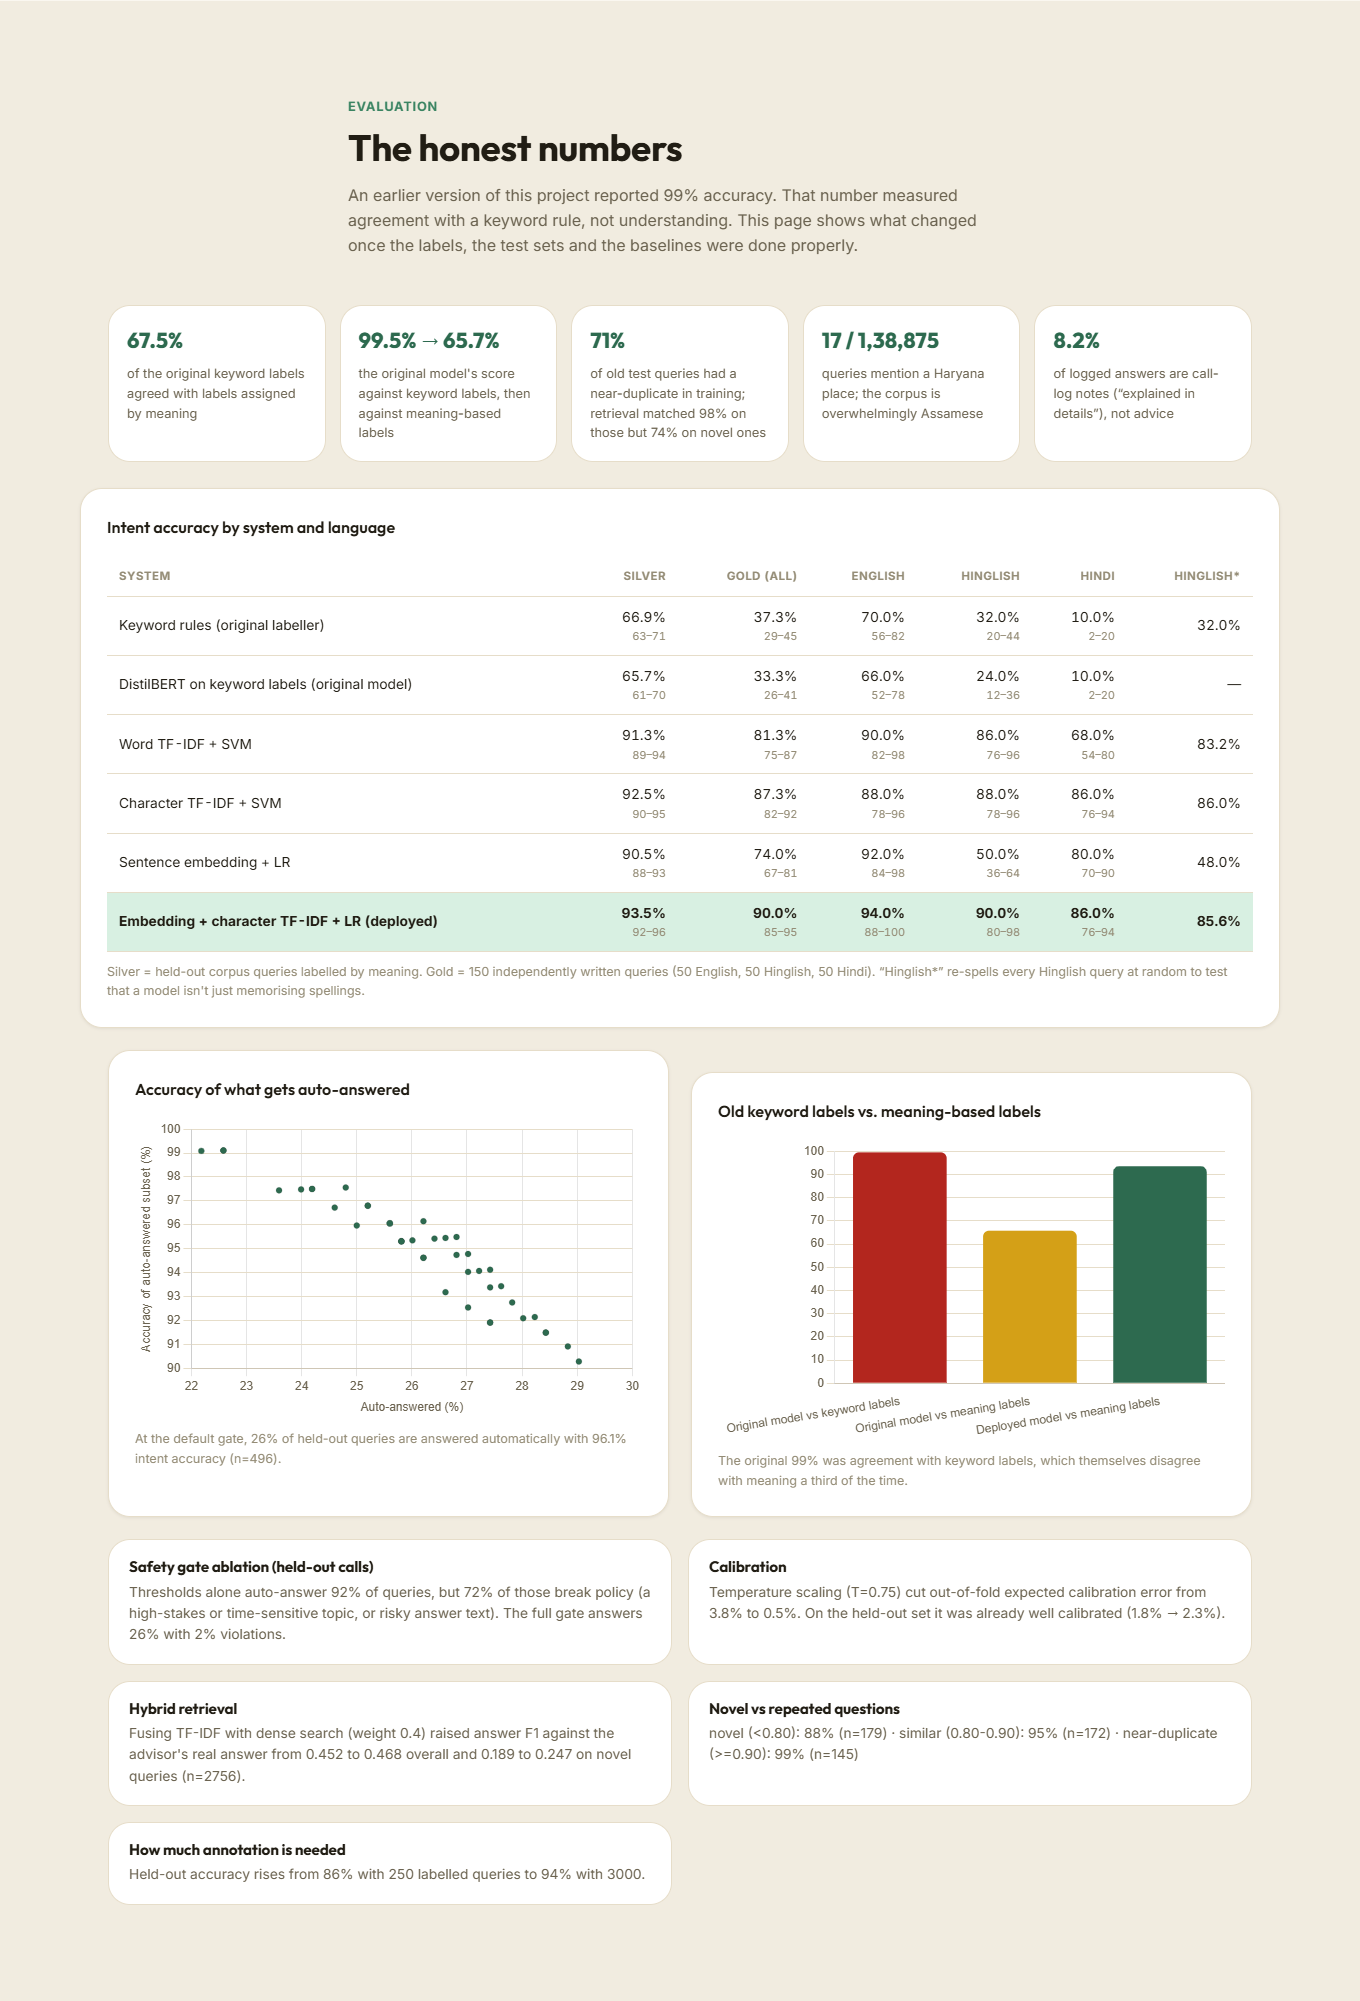 EVALUATION
The honest numbers
An earlier version of this project reported 99% accuracy. That number measured
agreement with a keyword rule, not understanding. This page shows what changed
once the labels, the test sets and the baselines were done properly.
67.5%
of the original keyword labels
agreed with labels assigned
by meaning
99.5% → 65.7%
the original model's score
against keyword labels, then
against meaning-based
labels
71%
of old test queries had a
near-duplicate in training;
retrieval matched 98% on
those but 74% on novel ones
17 / 1,38,875
queries mention a Haryana
place; the corpus is
overwhelmingly Assamese
8.2%
of logged answers are call-
log notes (“explained in
details”), not advice
Intent accuracy by system and language
SYSTEM SILVER GOLD (ALL) ENGLISH HINGLISH HINDI HINGLISH*
Keyword rules (original labeller) 66.9% 37.3% 70.0% 32.0% 10.0% 32.0%
63–71 29–45 56–82 20–44 2–20
DistilBERT on keyword labels (original model) 65.7% 33.3% 66.0% 24.0% 10.0% —
61–70 26–41 52–78 12–36 2–20
Word TF-IDF + SVM 91.3% 81.3% 90.0% 86.0% 68.0% 83.2%
89–94 75–87 82–98 76–96 54–80
Character TF-IDF + SVM 92.5% 87.3% 88.0% 88.0% 86.0% 86.0%
90–95 82–92 78–96 78–96 76–94
Sentence embedding + LR 90.5% 74.0% 92.0% 50.0% 80.0% 48.0%
88–93 67–81 84–98 36–64 70–90
Embedding + character TF-IDF + LR (deployed) 93.5% 90.0% 94.0% 90.0% 86.0% 85.6%
92–96 85–95 88–100 80–98 76–94
Silver = held-out corpus queries labelled by meaning. Gold = 150 independently written queries (50 English, 50 Hinglish, 50 Hindi). “Hinglish*” re-spells every Hinglish query at random to test
that a model isn't just memorising spellings.
Accuracy of what gets auto-answered
Accuracy of auto-answered subset (%)
100
99
98
97
96
95
94
93
92
91
90
22 23 24 25 26 27 28 29 30
Auto-answered (%)
At the default gate, 26% of held-out queries are answered automatically with 96.1%
intent accuracy (n=496).
Old keyword labels vs. meaning-based labels
100
90
80
70
60
50
40
30
20
10
0
Original model vs keyword labels
Original model vs meaning labels
Deployed model vs meaning labels
The original 99% was agreement with keyword labels, which themselves disagree
with meaning a third of the time.
Safety gate ablation (held-out calls)
Thresholds alone auto-answer 92% of queries, but 72% of those break policy (a
high-stakes or time-sensitive topic, or risky answer text). The full gate answers
26% with 2% violations.
Calibration
Temperature scaling (T=0.75) cut out-of-fold expected calibration error from
3.8% to 0.5%. On the held-out set it was already well calibrated (1.8% → 2.3%).
Hybrid retrieval
Fusing TF-IDF with dense search (weight 0.4) raised answer F1 against the
advisor's real answer from 0.452 to 0.468 overall and 0.189 to 0.247 on novel
queries (n=2756).
Novel vs repeated questions
novel (<0.80): 88% (n=179) · similar (0.80-0.90): 95% (n=172) · near-duplicate
(>=0.90): 99% (n=145)
How much annotation is needed
Held-out accuracy rises from 86% with 250 labelled queries to 94% with 3000.